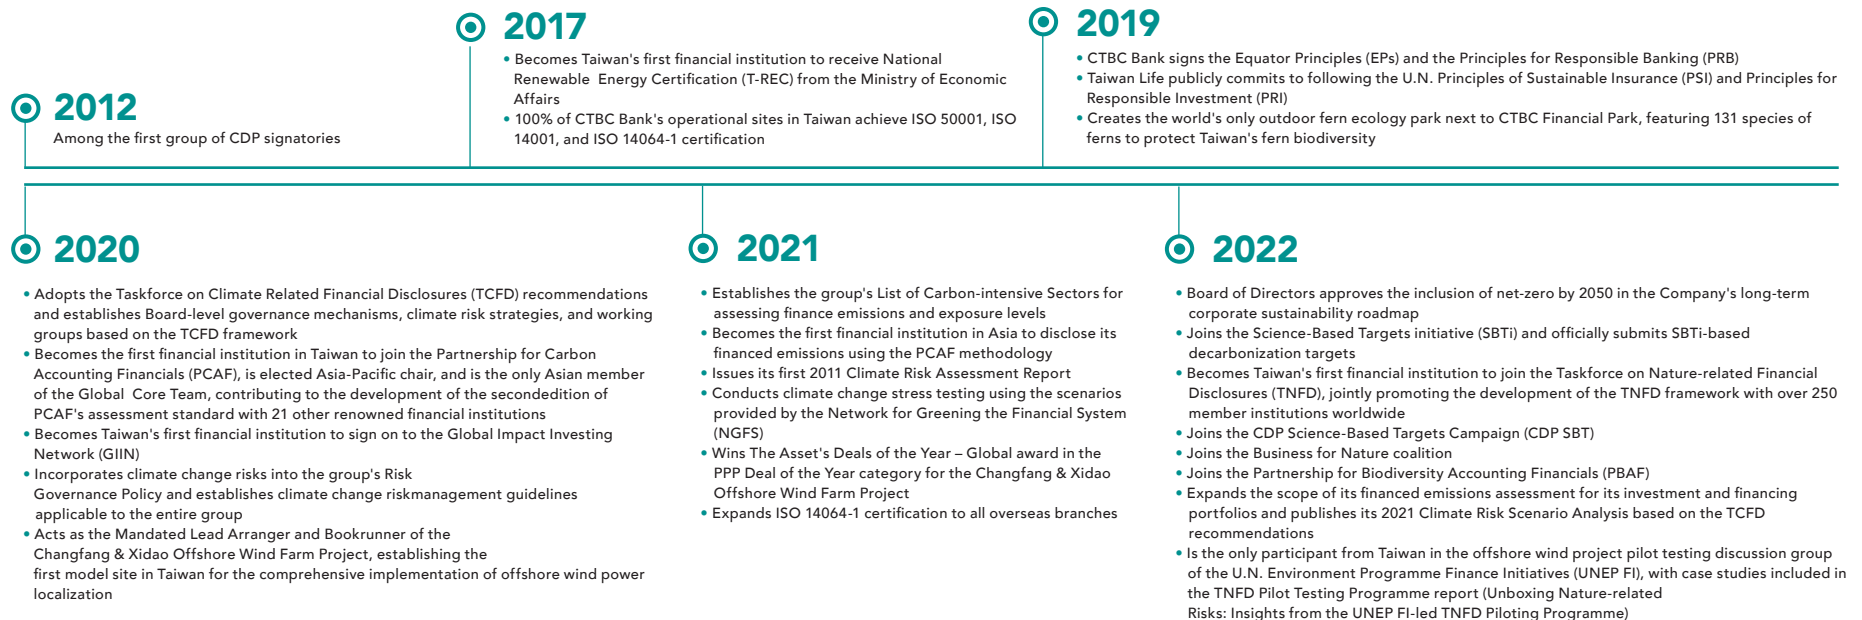 2012
Among the first group of CDP signatories
2017
• Becomes Taiwan's first financial institution to receive National
Renewable Energy Certification (T-REC) from the Ministry of Economic
Affairs
• 100% of CTBC Bank's operational sites in Taiwan achieve ISO 50001, ISO
14001, and ISO 14064-1 certification
2019
• CTBC Bank signs the Equator Principles (EPs) and the Principles for Responsible Banking (PRB)
• Taiwan Life publicly commits to following the U.N. Principles of Sustainable Insurance (PSI) and Principles for
Responsible Investment (PRI)
• Creates the world's only outdoor fern ecology park next to CTBC Financial Park, featuring 131 species of
ferns to protect Taiwan's fern biodiversity
2020
• Adopts the Taskforce on Climate Related Financial Disclosures (TCFD) recommendations
and establishes Board-level governance mechanisms, climate risk strategies, and working
groups based on the TCFD framework
• Becomes the first financial institution in Taiwan to join the Partnership for Carbon
Accounting Financials (PCAF), is elected Asia-Pacific chair, and is the only Asian member
of the Global Core Team, contributing to the development of the secondedition of
PCAF's assessment standard with 21 other renowned financial institutions
• Becomes Taiwan's first financial institution to sign on to the Global Impact Investing
Network (GIIN)
• Incorporates climate change risks into the group's Risk
Governance Policy and establishes climate change riskmanagement guidelines
applicable to the entire group
• Acts as the Mandated Lead Arranger and Bookrunner of the
Changfang & Xidao Offshore Wind Farm Project, establishing the
first model site in Taiwan for the comprehensive implementation of offshore wind power
localization
2021
• Establishes the group's List of Carbon-intensive Sectors for
assessing finance emissions and exposure levels
• Becomes the first financial institution in Asia to disclose its
financed emissions using the PCAF methodology
• Issues its first 2011 Climate Risk Assessment Report
• Conducts climate change stress testing using the scenarios
provided by the Network for Greening the Financial System
(NGFS)
• Wins The Asset's Deals of the Year – Global award in the
PPP Deal of the Year category for the Changfang & Xidao
Offshore Wind Farm Project
• Expands ISO 14064-1 certification to all overseas branches
2022
• Board of Directors approves the inclusion of net-zero by 2050 in the Company's long-term
corporate sustainability roadmap
• Joins the Science-Based Targets initiative (SBTi) and officially submits SBTi-based
decarbonization targets
• Becomes Taiwan's first financial institution to join the Taskforce on Nature-related Financial
Disclosures (TNFD), jointly promoting the development of the TNFD framework with over 250
member institutions worldwide
• Joins the CDP Science-Based Targets Campaign (CDP SBT)
• Joins the Business for Nature coalition
• Joins the Partnership for Biodiversity Accounting Financials (PBAF)
• Expands the scope of its financed emissions assessment for its investment and financing
portfolios and publishes its 2021 Climate Risk Scenario Analysis based on the TCFD
recommendations
• Is the only participant from Taiwan in the offshore wind project pilot testing discussion group
of the U.N. Environment Programme Finance Initiatives (UNEP FI), with case studies included in
the TNFD Pilot Testing Programme report (Unboxing Nature-related
Risks: Insights from the UNEP FI-led TNFD Piloting Programme)